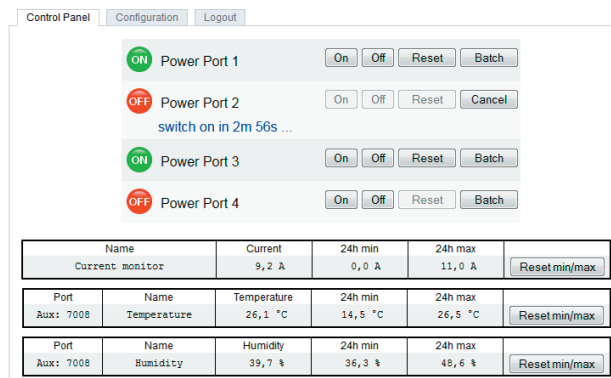 Control Panel Configuration Logout
ON Power Port 1 On Off Reset Batch
OFF Power Port 2 On Off Reset Cancel
switch on in 2m 56s ...
ON Power Port 3 On Off Reset Batch
OFF Power Port 4 On Off Reset Batch
Name Current 24h min 24h max
Current monitor 9,2 A 0,0 A 11,0 A Reset min/max
Port Name Temperature 24h min 24h max
Aux: 7008 Temperature 26,1 °C 14,5 °C 26,5 °C Reset min/max
Port Name Humidity 24h min 24h max
Aux: 7008 Humidity 39,7 % 36,3 % 48,6 % Reset min/max